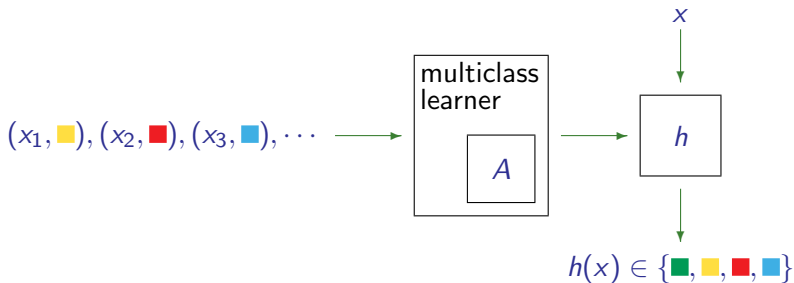 x
multiclass
learner
(x₁, ■), (x₂, ■), (x₃, ■), ⋯
A
h
h(x) ∈ {■, ■, ■, ■}